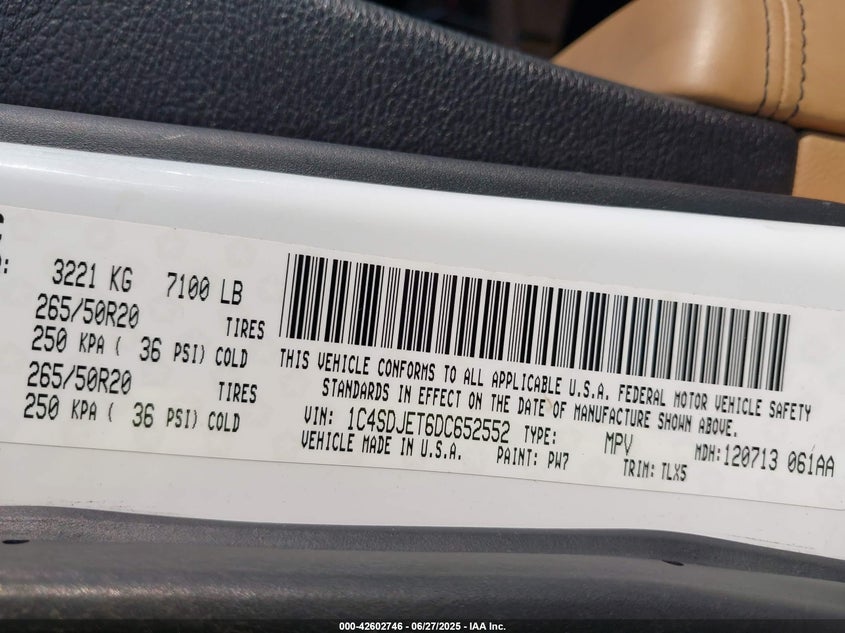 3221 KG 7100 LB
265/50R20 TIRES
250 KPA ( 36 PSI) COLD
265/50R20 TIRES
250 KPA ( 36 PSI) COLD
THIS VEHICLE CONFORMS TO ALL APPLICABLE U.S.A. FEDERAL MOTOR VEHICLE SAFETY
STANDARDS IN EFFECT ON THE DATE OF MANUFACTURE SHOWN ABOVE.
VIN: 1C4SDJET6DC652552 TYPE: MPV MDH:120713 061AA
VEHICLE MADE IN U.S.A. PAINT: PW7 TRIM: TLX5
000-42602746 - 06/27/2025 - IAA Inc.